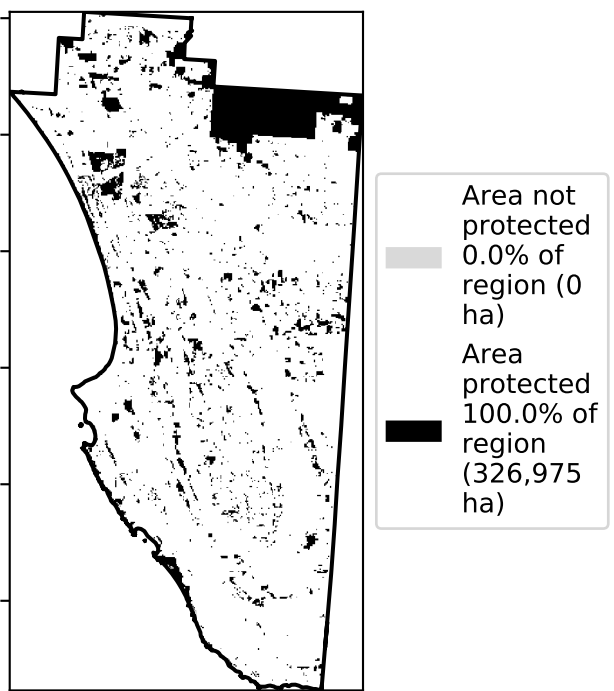 Area not
protected
0.0% of
region (0
ha)
Area
protected
100.0% of
region
(326,975
ha)